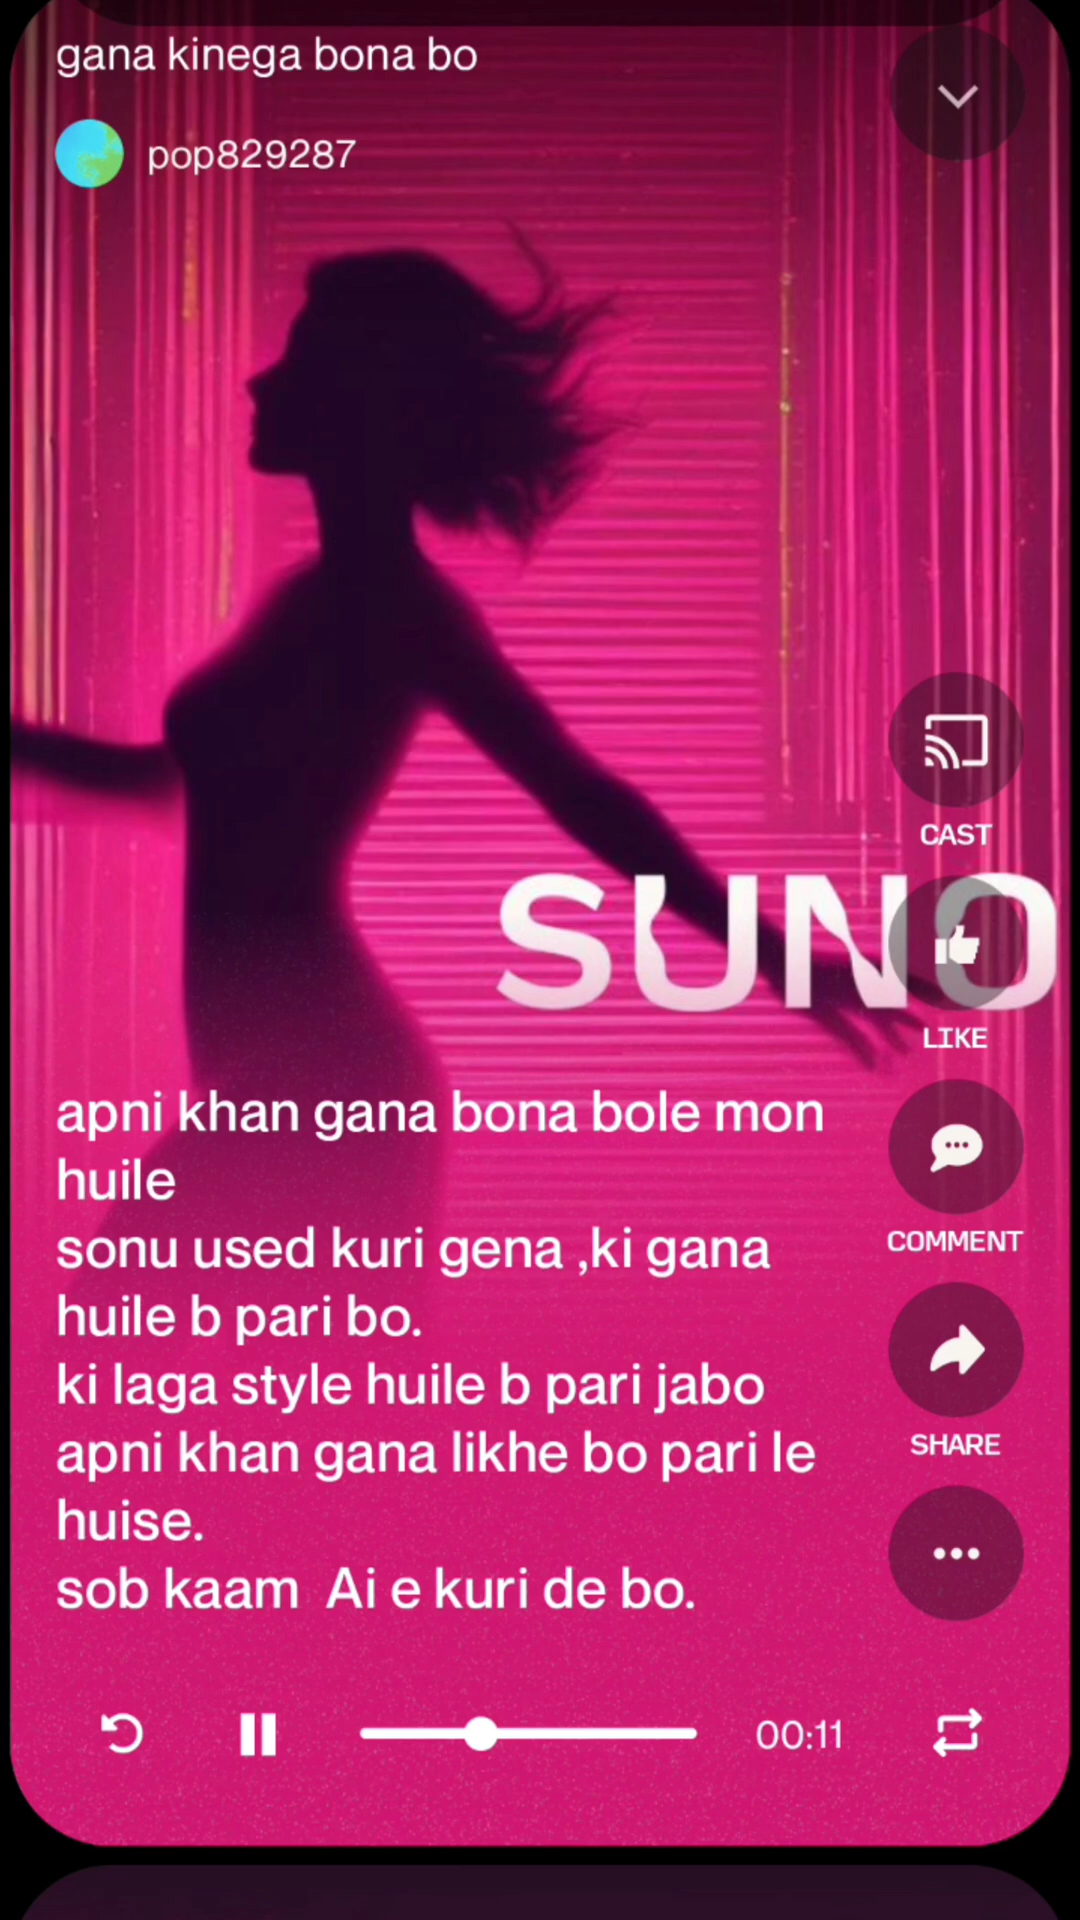 gana kinega bona bo
pop829287
CAST
SUNO
LIKE
apni khan gana bona bole mon
huile
COMMENT
sonu used kuri gena ,ki gana
huile b pari bo.
ki laga style huile b pari jabo
SHARE
apni khan gana likhe bo pari le
huise.
sob kaam  Ai e kuri de bo.
00:11